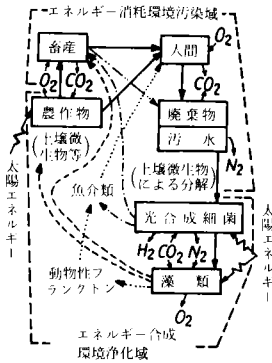 エネルギー消耗環境汚染域
畜産
人間
O₂
O₂
CO₂
CO₂
農作物
廃棄物
汚水
N₂
(土壌微
生物等)
(土壌微生物
による分解)
太陽エネルギー
魚介類
光合成細菌
太陽エネルギー
H₂
CO₂
N₂
動物性プ
ランクトン
藻類
O₂
エネルギー合成
環境浄化域